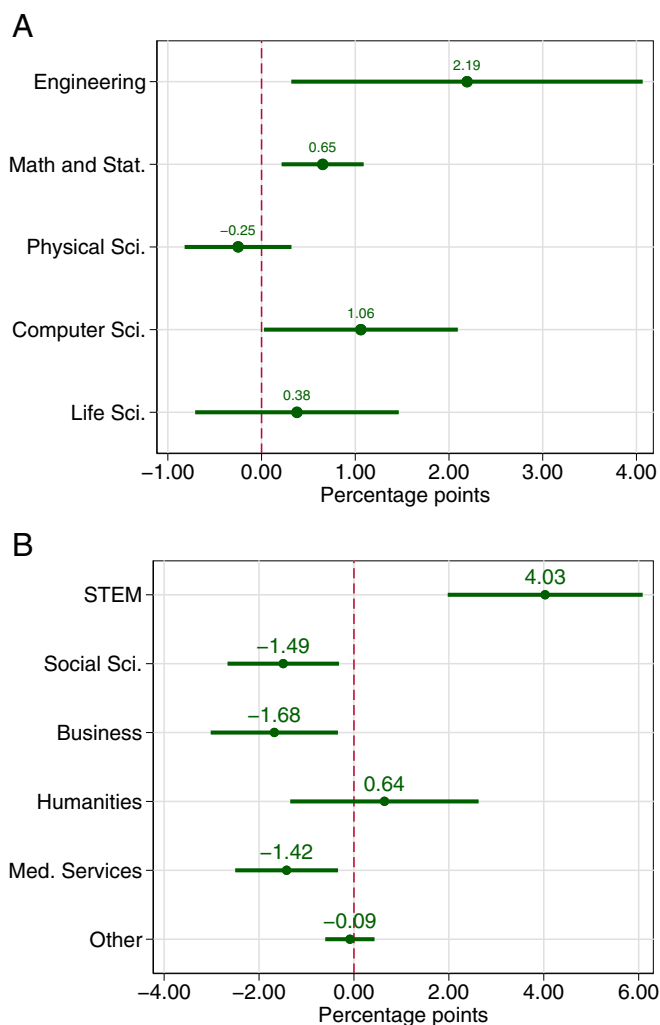 A
Engineering
2.19
Math and Stat.
0.65
Physical Sci.
−0.25
Computer Sci.
1.06
Life Sci.
0.38
−1.00 0.00 1.00 2.00 3.00 4.00
Percentage points
B
STEM
4.03
Social Sci.
−1.49
Business
−1.68
Humanities
0.64
Med. Services
−1.42
Other
−0.09
−4.00 −2.00 0.00 2.00 4.00 6.00
Percentage points